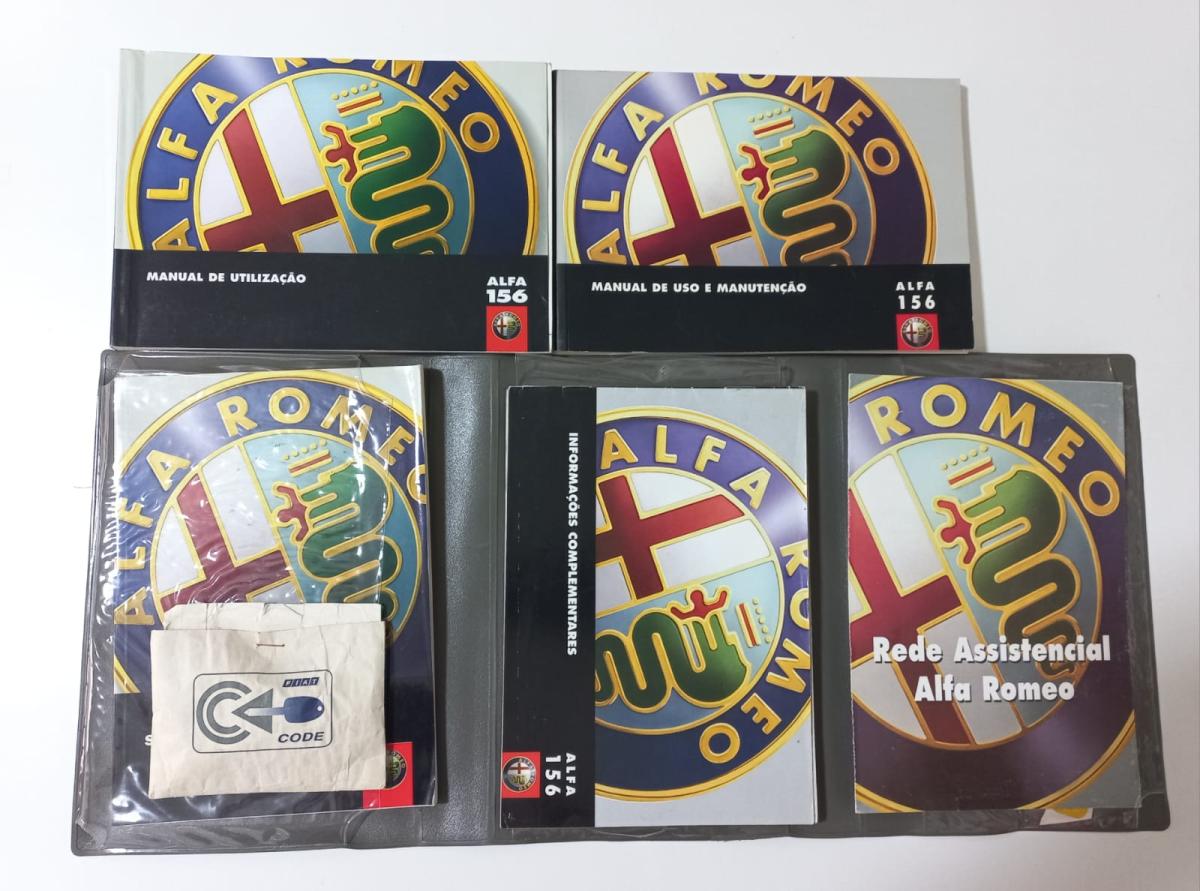 ALFA ROMEO
MANUAL DE UTILIZAÇÃO
ALFA
156
ALFA ROMEO
MANUAL DE USO E MANUTENÇÃO
ALFA
156
ALFA ROMEO
FIAT
CODE
INFORMAÇÕES COMPLEMENTARES
ALFA
156
ALFA ROMEO
ROMEO
Rede Assistencial
Alfa Romeo